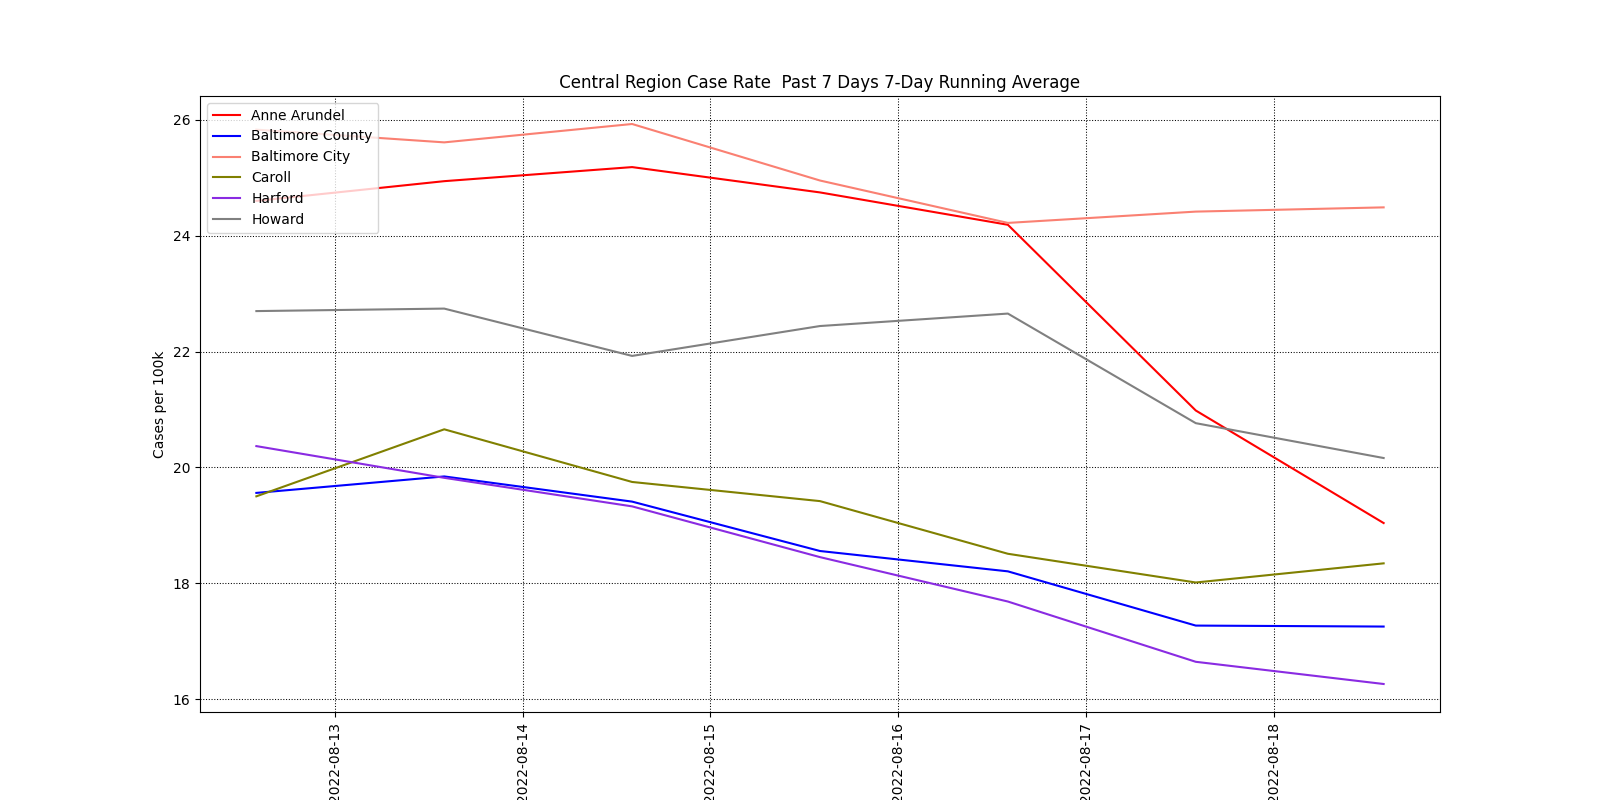 Central Region Case Rate  Past 7 Days 7-Day Running Average
Anne Arundel
Baltimore County
Baltimore City
Caroll
Harford
Howard
Cases per 100k
26
24
22
20
18
16
2022-08-13
2022-08-14
2022-08-15
2022-08-16
2022-08-17
2022-08-18